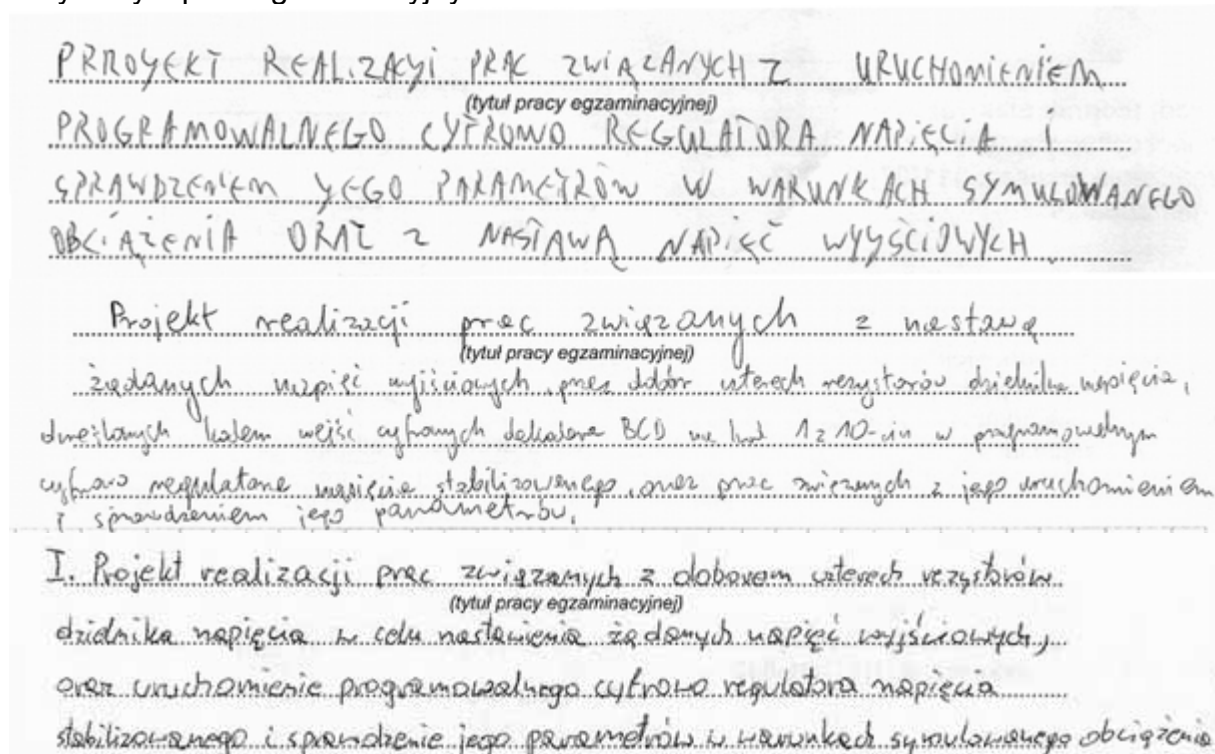 PRROYEKT REALIZACYI PRAC ZWIĄZANYCH Z URUCHOMIENIEM
(tytuł pracy egzaminacyjnej)
PROGRAMOWALNEGO CYFROWO REGULATORA NAPIĘCIA
SPRAWDZENIEM YEGO PARAMETRÓW W WARUNKACH SYMULOWANEGO
OBCIĄŻENIA ORAZ Z NASTAWĄ NAPIĘĆ WYYŚCIOWYCH
Projekt realizacji prac związanych z nastawą
(tytuł pracy egzaminacyjnej)
żądanych napięć wyjściowych, przez dobór czterech rezystorów dzielnika napięcia,
określanych kodem wejść cyfrowych dekodera BCD na kod 1 z 10-ciu w programowalnym
cyfrowo regulatorze napięcia stabilizowanego, oraz prac związanych z jego uruchomieniem
i sprawdzeniem jego parametrów.
I. Projekt realizacji prac związanych z doborem czterech rezystorów
(tytuł pracy egzaminacyjnej)
dzielnika napięcia w celu nastawienia żądanych napięć wyjściowych,
oraz uruchomienie programowalnego cyfrowo regulatora napięcia
stabilizowanego i sprawdzenie jego parametrów w warunkach symulowanego obciążenia